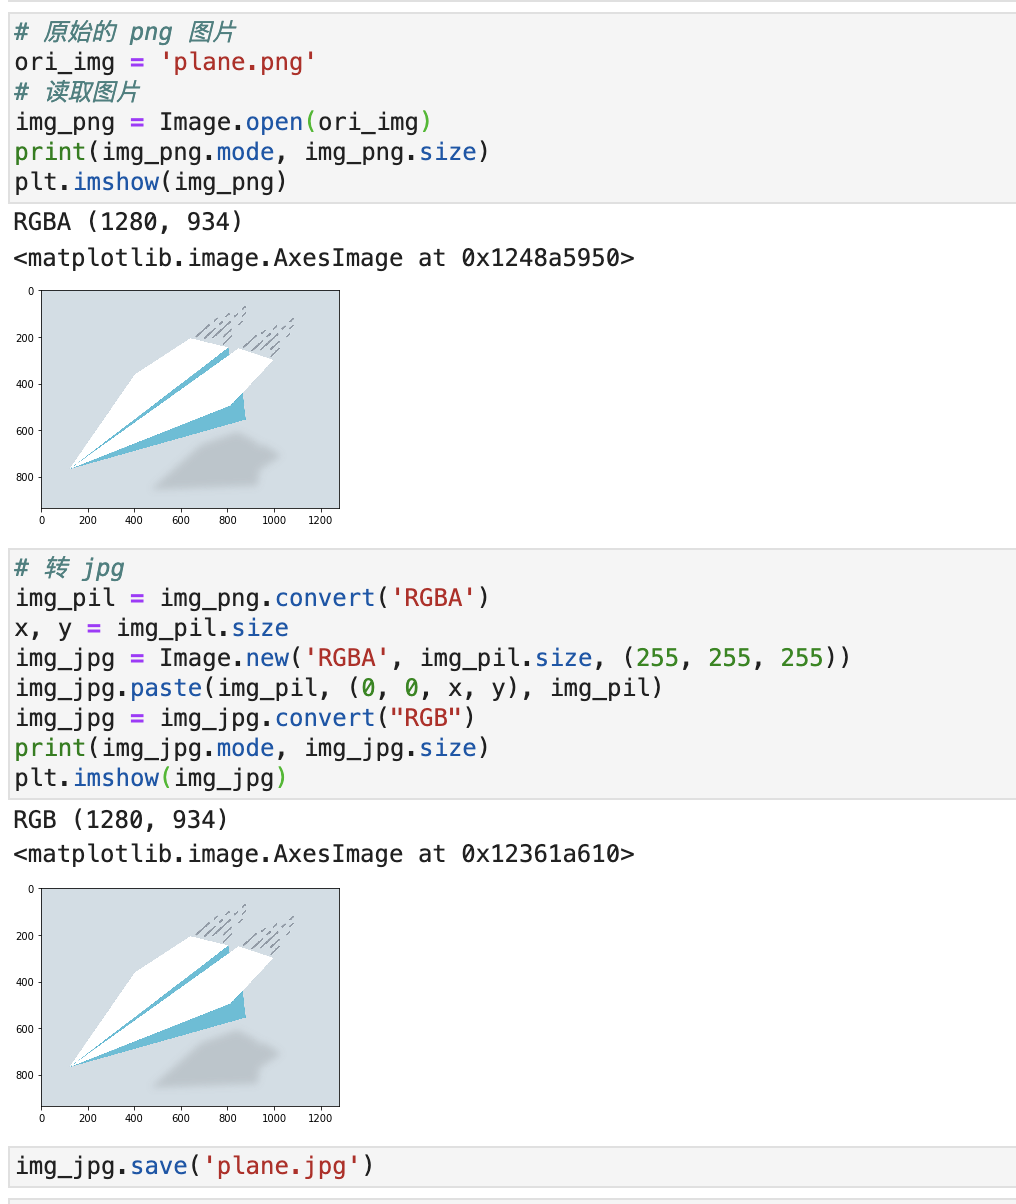 # 原始的 png 图片
ori_img = 'plane.png'
# 读取图片
img_png = Image.open(ori_img)
print(img_png.mode, img_png.size)
plt.imshow(img_png)
RGBA (1280, 934)
<matplotlib.image.AxesImage at 0x1248a5950>
0
200
400
600
800
0 200 400 600 800 1000 1200
# 转 jpg
img_pil = img_png.convert('RGBA')
x, y = img_pil.size
img_jpg = Image.new('RGBA', img_pil.size, (255, 255, 255))
img_jpg.paste(img_pil, (0, 0, x, y), img_pil)
img_jpg = img_jpg.convert("RGB")
print(img_jpg.mode, img_jpg.size)
plt.imshow(img_jpg)
RGB (1280, 934)
<matplotlib.image.AxesImage at 0x12361a610>
0
200
400
600
800
0 200 400 600 800 1000 1200
img_jpg.save('plane.jpg')